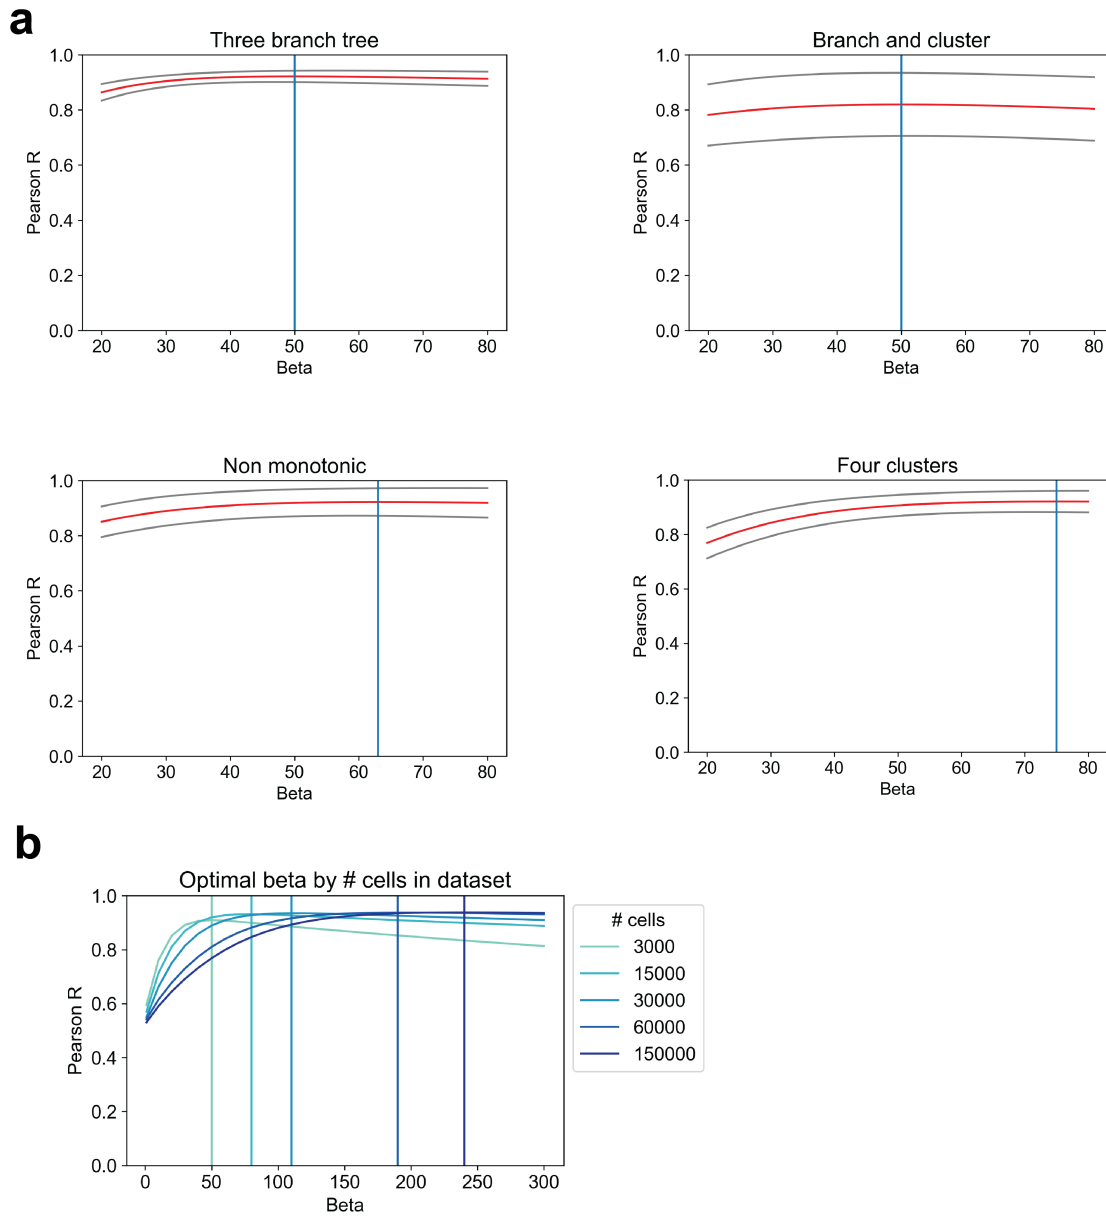 a
Three branch tree
1.0
0.8
0.6
0.4
0.2
0.0
Pearson R
20 30 40 50 60 70 80
Beta
Branch and cluster
1.0
0.8
0.6
0.4
0.2
0.0
Pearson R
20 30 40 50 60 70 80
Beta
Non monotonic
1.0
0.8
0.6
0.4
0.2
0.0
Pearson R
20 30 40 50 60 70 80
Beta
Four clusters
1.0
0.8
0.6
0.4
0.2
0.0
Pearson R
20 30 40 50 60 70 80
Beta
b
Optimal beta by # cells in dataset
1.0
0.8
0.6
0.4
0.2
0.0
Pearson R
0 50 100 150 200 250 300
Beta
# cells
3000
15000
30000
60000
150000